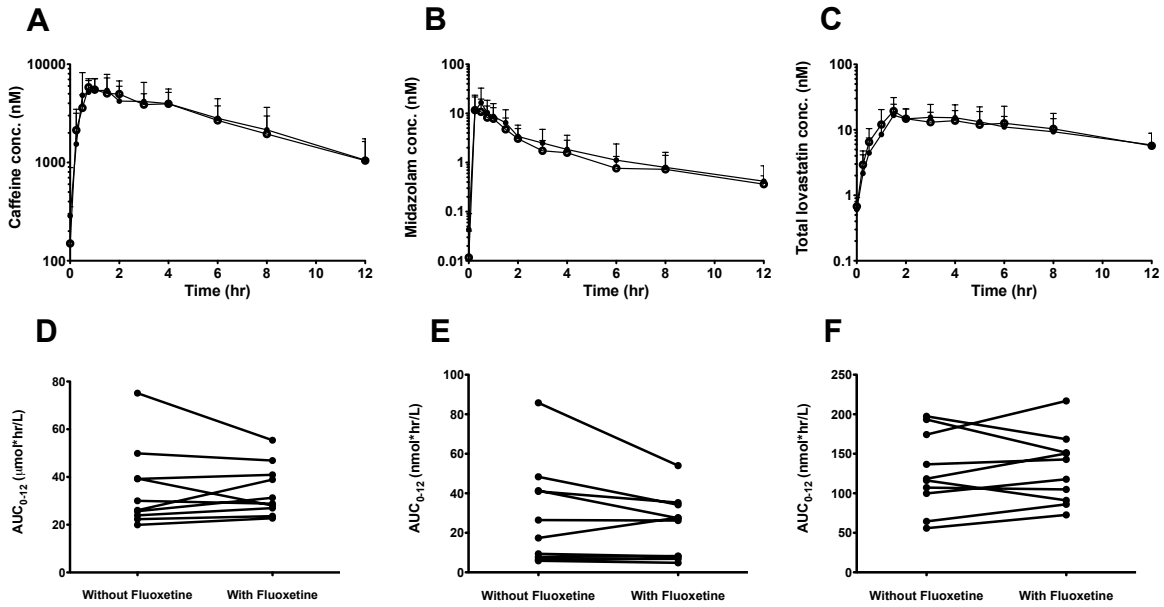 A
Caffeine conc. (nM)
10000
1000
100
0 2 4 6 8 10 12
Time (hr)
B
Midazolam conc. (nM)
100
10
1
0.1
0.01
0 2 4 6 8 10 12
Time (hr)
C
Total lovastatin conc. (nM)
100
10
1
0.1
0 2 4 6 8 10 12
Time (hr)
D
AUC0-12 (μmol*hr/L)
80
60
40
20
0
Without Fluoxetine With Fluoxetine
E
AUC0-12 (nmol*hr/L)
100
80
60
40
20
0
Without Fluoxetine With Fluoxetine
F
AUC0-12 (nmol*hr/L)
250
200
150
100
50
0
Without Fluoxetine With Fluoxetine